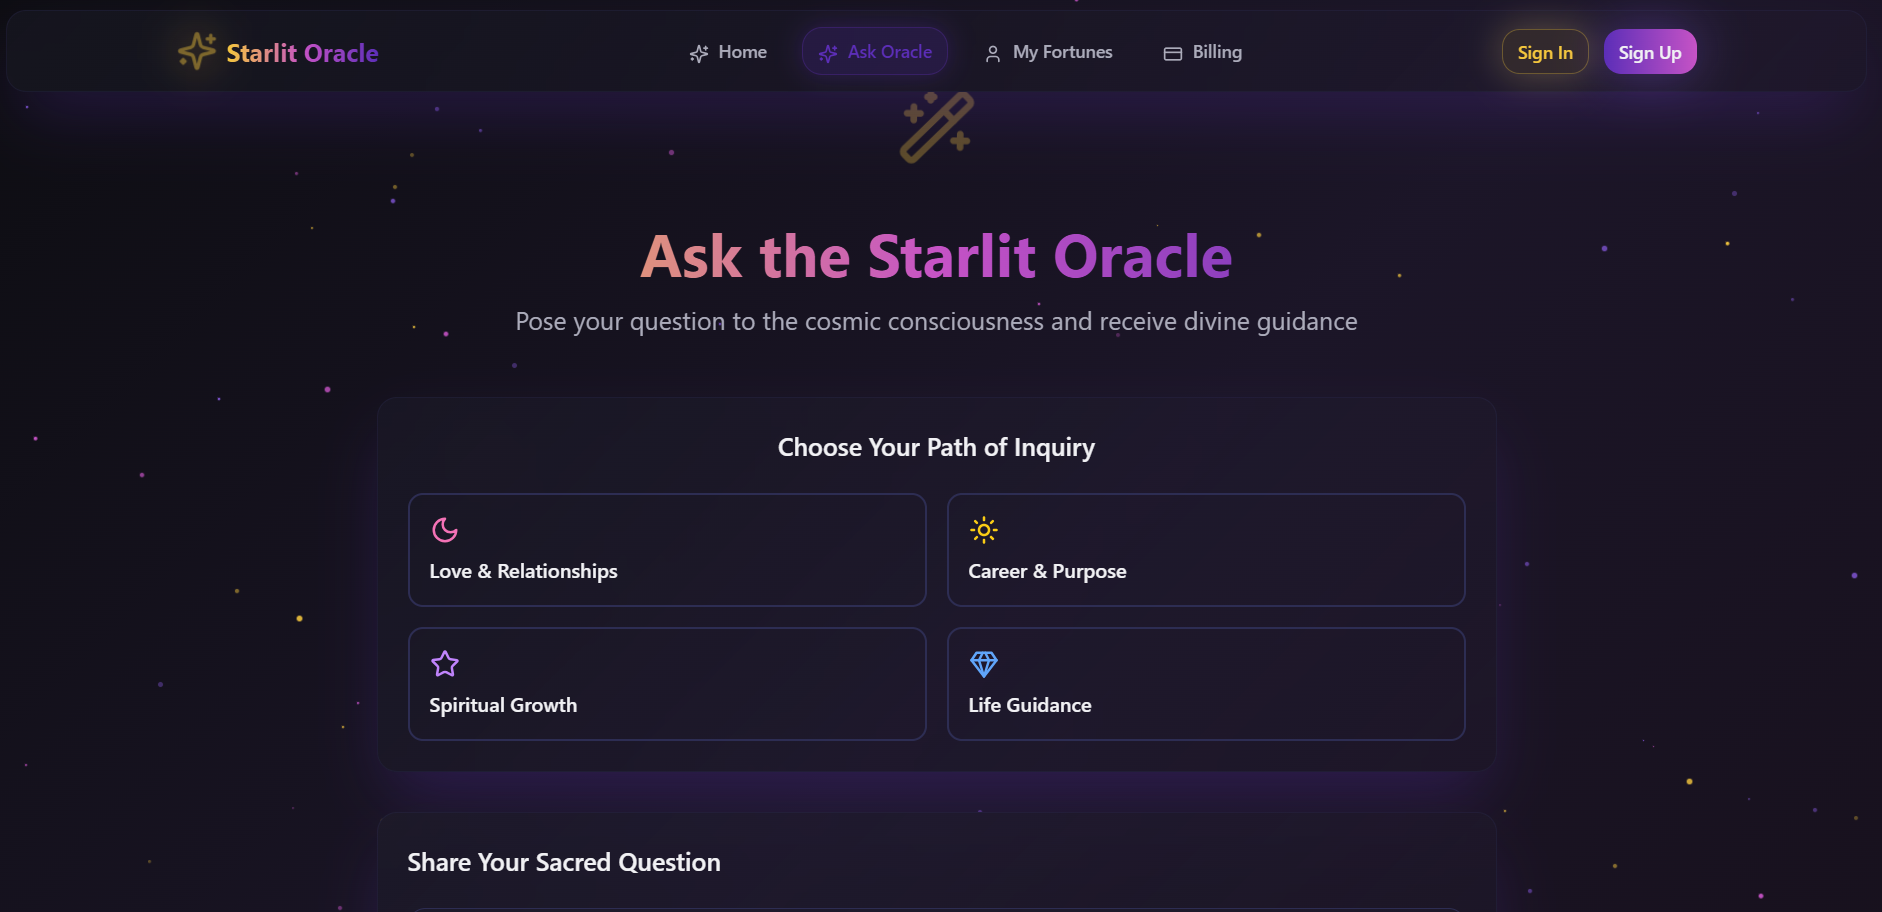 Starlit Oracle
Home
Ask Oracle
My Fortunes
Billing
Sign In
Sign Up
Ask the Starlit Oracle
Pose your question to the cosmic consciousness and receive divine guidance
Choose Your Path of Inquiry
Love & Relationships
Career & Purpose
Spiritual Growth
Life Guidance
Share Your Sacred Question